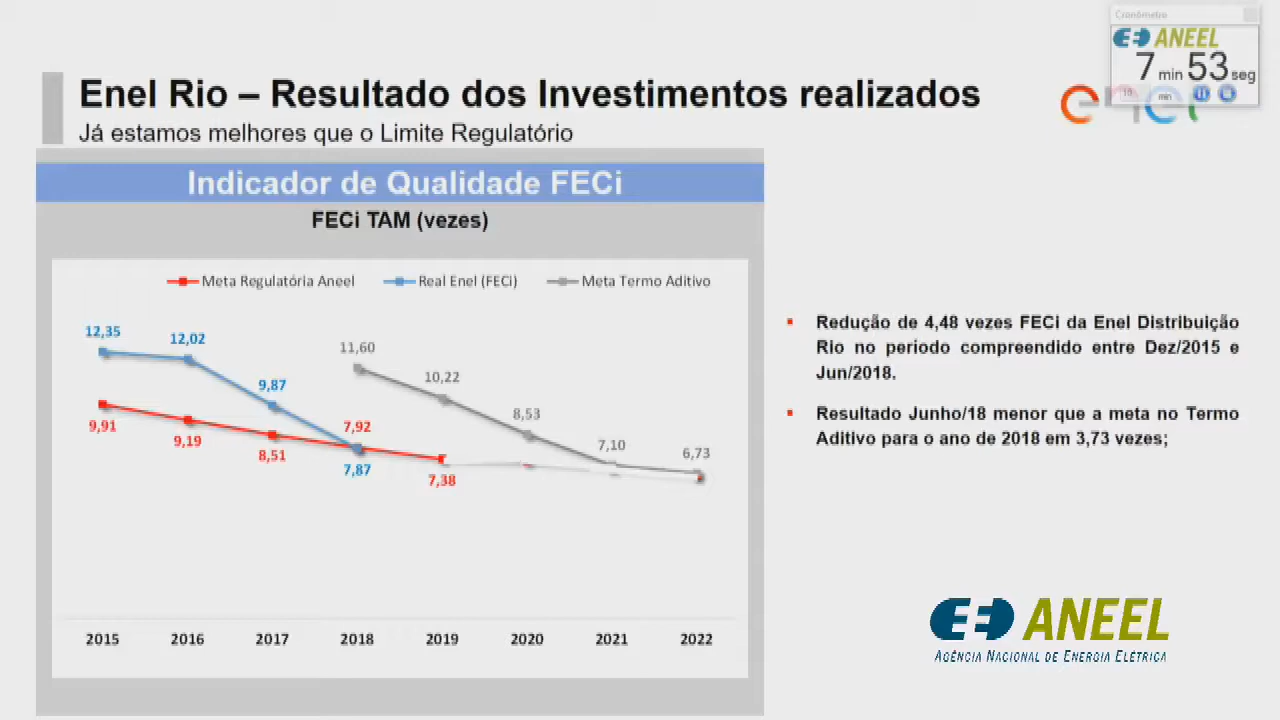 Cronômetro
ANEEL
7 min 53 seg
10 min
Enel Rio – Resultado dos Investimentos realizados
enel
Já estamos melhores que o Limite Regulatório
Indicador de Qualidade FECi
FECi TAM (vezes)
Meta Regulatória Aneel Real Enel (FECi) Meta Termo Aditivo
12,35
12,02
9,87
7,92
11,60
10,22
8,53
7,10
6,73
9,91
9,19
8,51
7,87
7,38
2015 2016 2017 2018 2019 2020 2021 2022
Redução de 4,48 vezes FECi da Enel Distribuição
Rio no periodo compreendido entre Dez/2015 e
Jun/2018.
Resultado Junho/18 menor que a meta no Termo
Aditivo para o ano de 2018 em 3,73 vezes;
ANEEL
AGÊNCIA NACIONAL DE ENERGIA ELÉTRICA